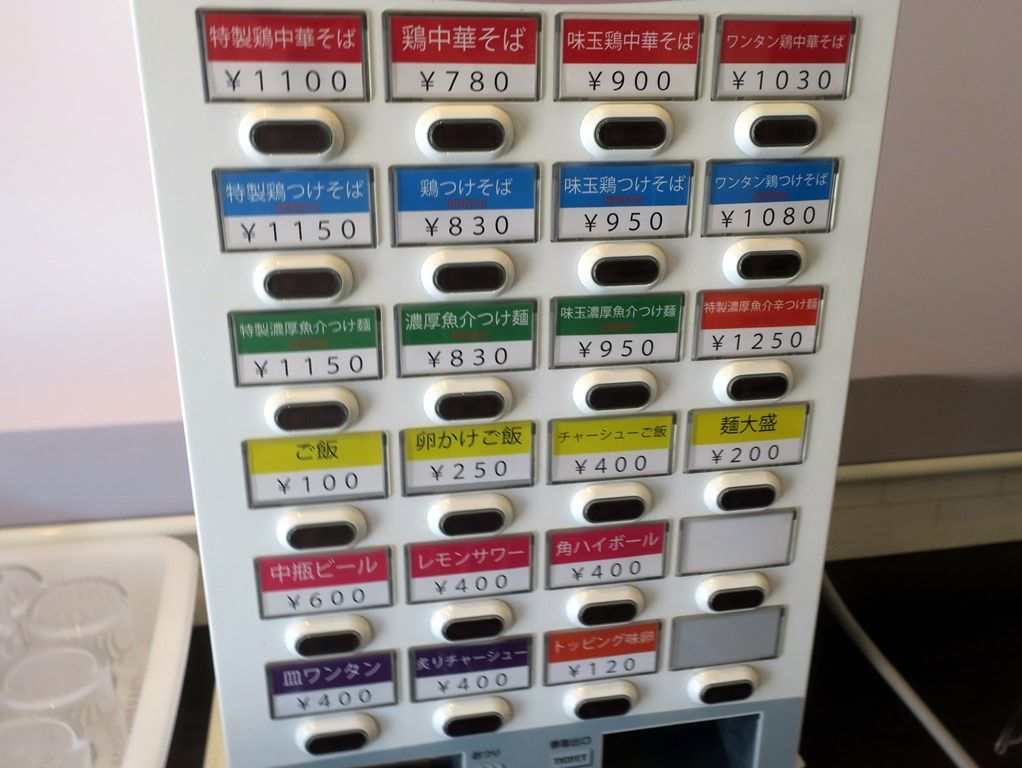 特製鶏中華そば
¥1100
鶏中華そば
¥780
味玉鶏中華そば
¥900
ワンタン鶏中華そば
¥1030
特製鶏つけそば
¥1150
鶏つけそば
¥830
味玉鶏つけそば
¥950
ワンタン鶏つけそば
¥1080
特製濃厚魚介つけ麺
¥1150
濃厚魚介つけ麺
¥830
味玉濃厚魚介つけ麺
¥950
特製濃厚魚介辛つけ麺
¥1250
ご飯
¥100
卵かけご飯
¥250
チャーシューご飯
¥400
麺大盛
¥200
中瓶ビール
¥600
レモンサワー
¥400
角ハイボール
¥400
皿ワンタン
¥400
炙りチャーシュー
¥400
トッピング味卵
¥120
おつり